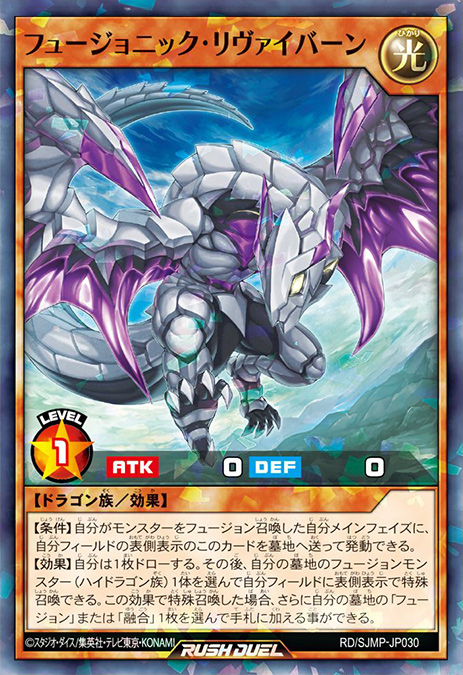 フュージョニック・リヴァイバーン
光
LEVEL
1
ATK 0 DEF 0
【ドラゴン族／効果】
【条件】自分がモンスターをフュージョン召喚した自分メインフェイズに、
自分フィールドの表側表示のこのカードを墓地へ送って発動できる。
【効果】自分は1枚ドローする。その後、自分の墓地のフュージョンモン
スター（ハイドラゴン族）1体を選んで自分フィールドに表側表示で特殊
召喚できる。この効果で特殊召喚した場合、さらに自分の墓地の「フュー
ジョン」または「融合」1枚を選んで手札に加える事ができる。
©スタジオ・ダイス/集英社・テレビ東京・KONAMI
RUSH DUEL
RD/SJMP-JP030